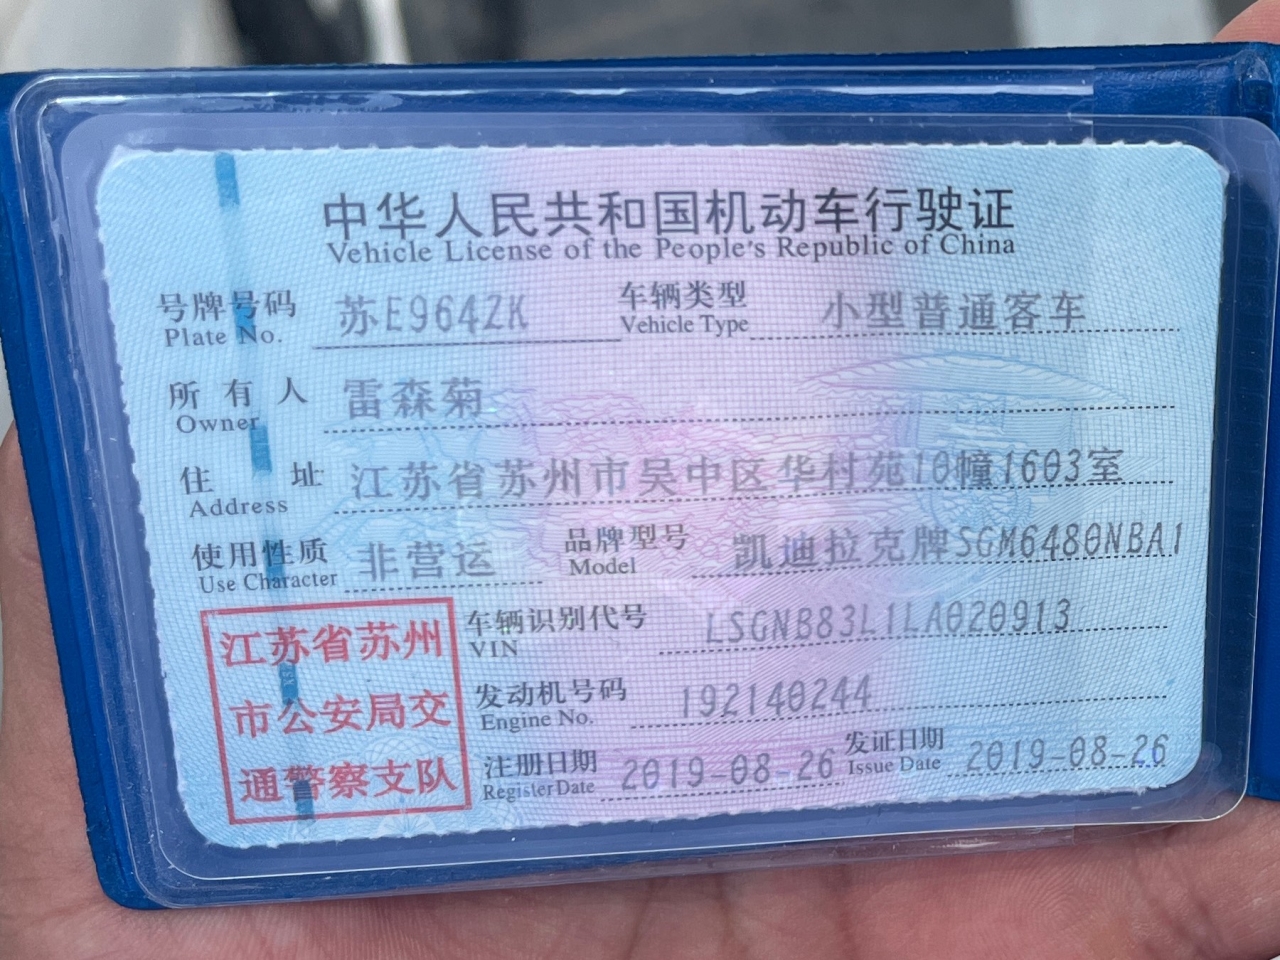 中华人民共和国机动车行驶证
Vehicle License of the People's Republic of China
号牌号码 苏E964ZK 车辆类型 小型普通客车
Plate No. Vehicle Type
所有人 雷森菊
Owner
住址 江苏省苏州市吴中区华村苑10幢1603室
Address
使用性质 非营运 品牌型号 凯迪拉克牌SGM6480NBA1
Use Character Model
江苏省苏州
市公安局交
通警察支队
车辆识别代号 LSGNB83L1LA020913
VIN
发动机号码 192140244
Engine No.
注册日期 2019-08-26 发证日期 2019-08-26
Register Date Issue Date